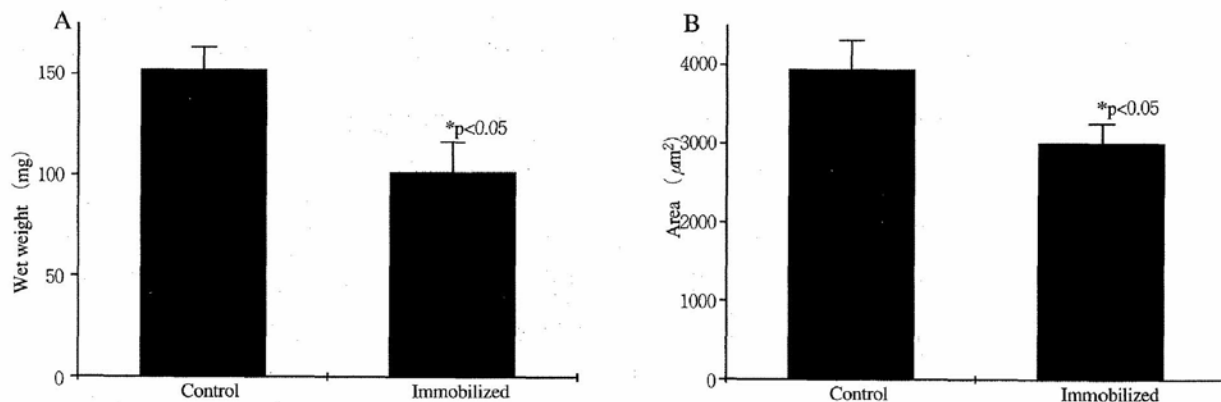 A
Wet weight (mg)
150
100
50
0
*p<0.05
Control
Immobilized
B
Area (μm²)
4000
3000
2000
1000
0
*p<0.05
Control
Immobilized